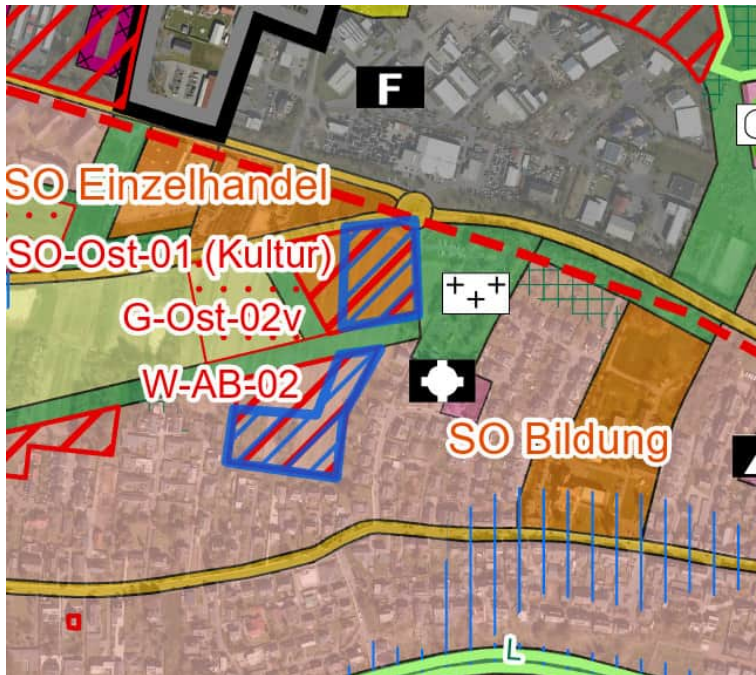 F
SO Einzelhandel
SO-Ost-01 (Kultur)
G-Ost-02v
W-AB-02
SO Bildung
L